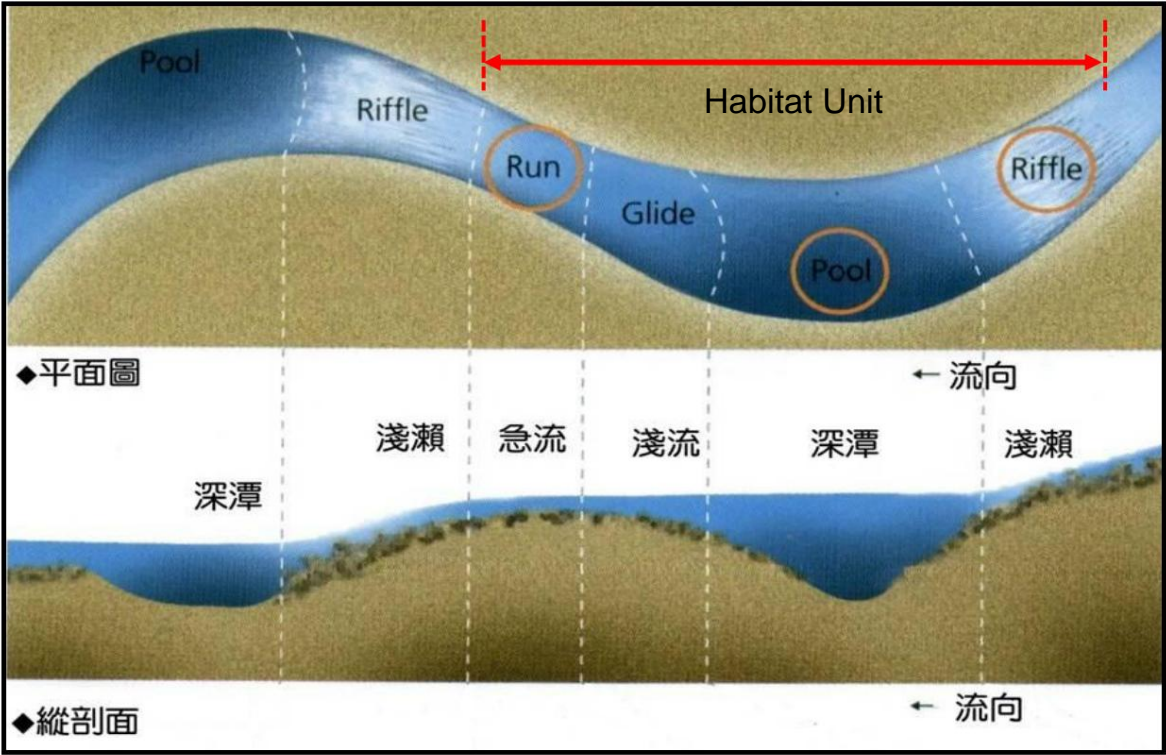 Habitat Unit
Pool
Riffle
Run
Glide
Pool
Riffle
◆平面圖
← 流向
深潭
淺瀨
急流
淺流
深潭
淺瀨
◆縱剖面
← 流向